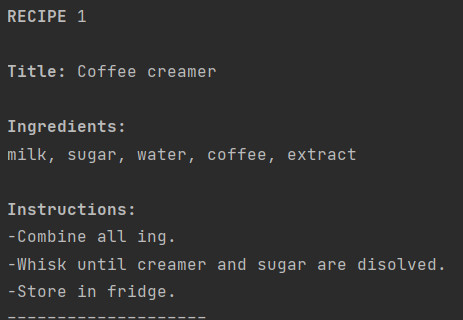 RECIPE 1
Title: Coffee creamer
Ingredients:
milk, sugar, water, coffee, extract
Instructions:
-Combine all ing.
-Whisk until creamer and sugar are disolved.
-Store in fridge.
--------------------